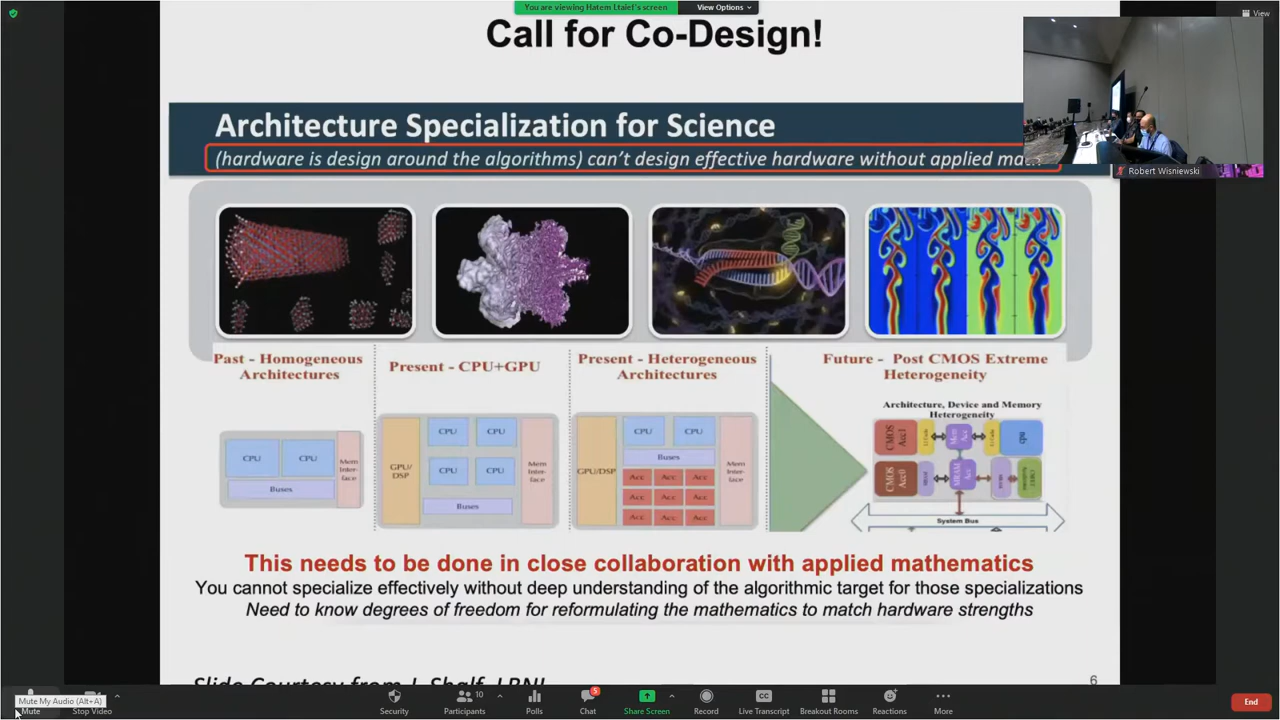 You are viewing Hatem Ltaief's screen
View Options
View
Call for Co-Design!
Robert Wisniewski
Architecture Specialization for Science
(hardware is design around the algorithms) can't design effective hardware without applied
Past - Homogeneous
Architectures
CPU
CPU
Buses
Mem
Inter-
face
Present - CPU+GPU
GPU/
DSP
CPU
CPU
CPU
CPU
Buses
Mem
Inter-
face
Present - Heterogeneous
Architectures
GPU/DSP
CPU
CPU
Buses
Acc
Acc
Acc
Acc
Acc
Acc
Acc
Acc
Acc
Mem
Inter-
face
Future - Post CMOS Extreme
Heterogeneity
Architecture, Device and Memory
Heterogeneity
CMOS
Acc1
Mem
Acc
CMOS
Acc0
MRAM
Acc
System Bus
This needs to be done in close collaboration with applied mathematics
You cannot specialize effectively without deep understanding of the algorithmic target for those specializations
Need to know degrees of freedom for reformulating the mathematics to match hardware strengths
Slide Courtesy from J. Shalf, LBNL
6
Mute My Audio (Alt+A)
Mute
Stop Video
Security
10
Participants
Polls
5
Chat
Share Screen
Record
CC
Live Transcript
Breakout Rooms
Reactions
More
End